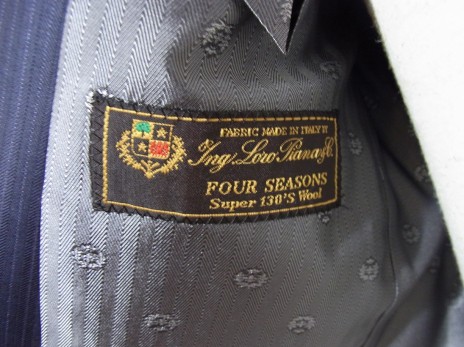 FABRIC MADE IN ITALY BY
Ing. Loro Piana & C.
FOUR SEASONS
Super 130'S Wool